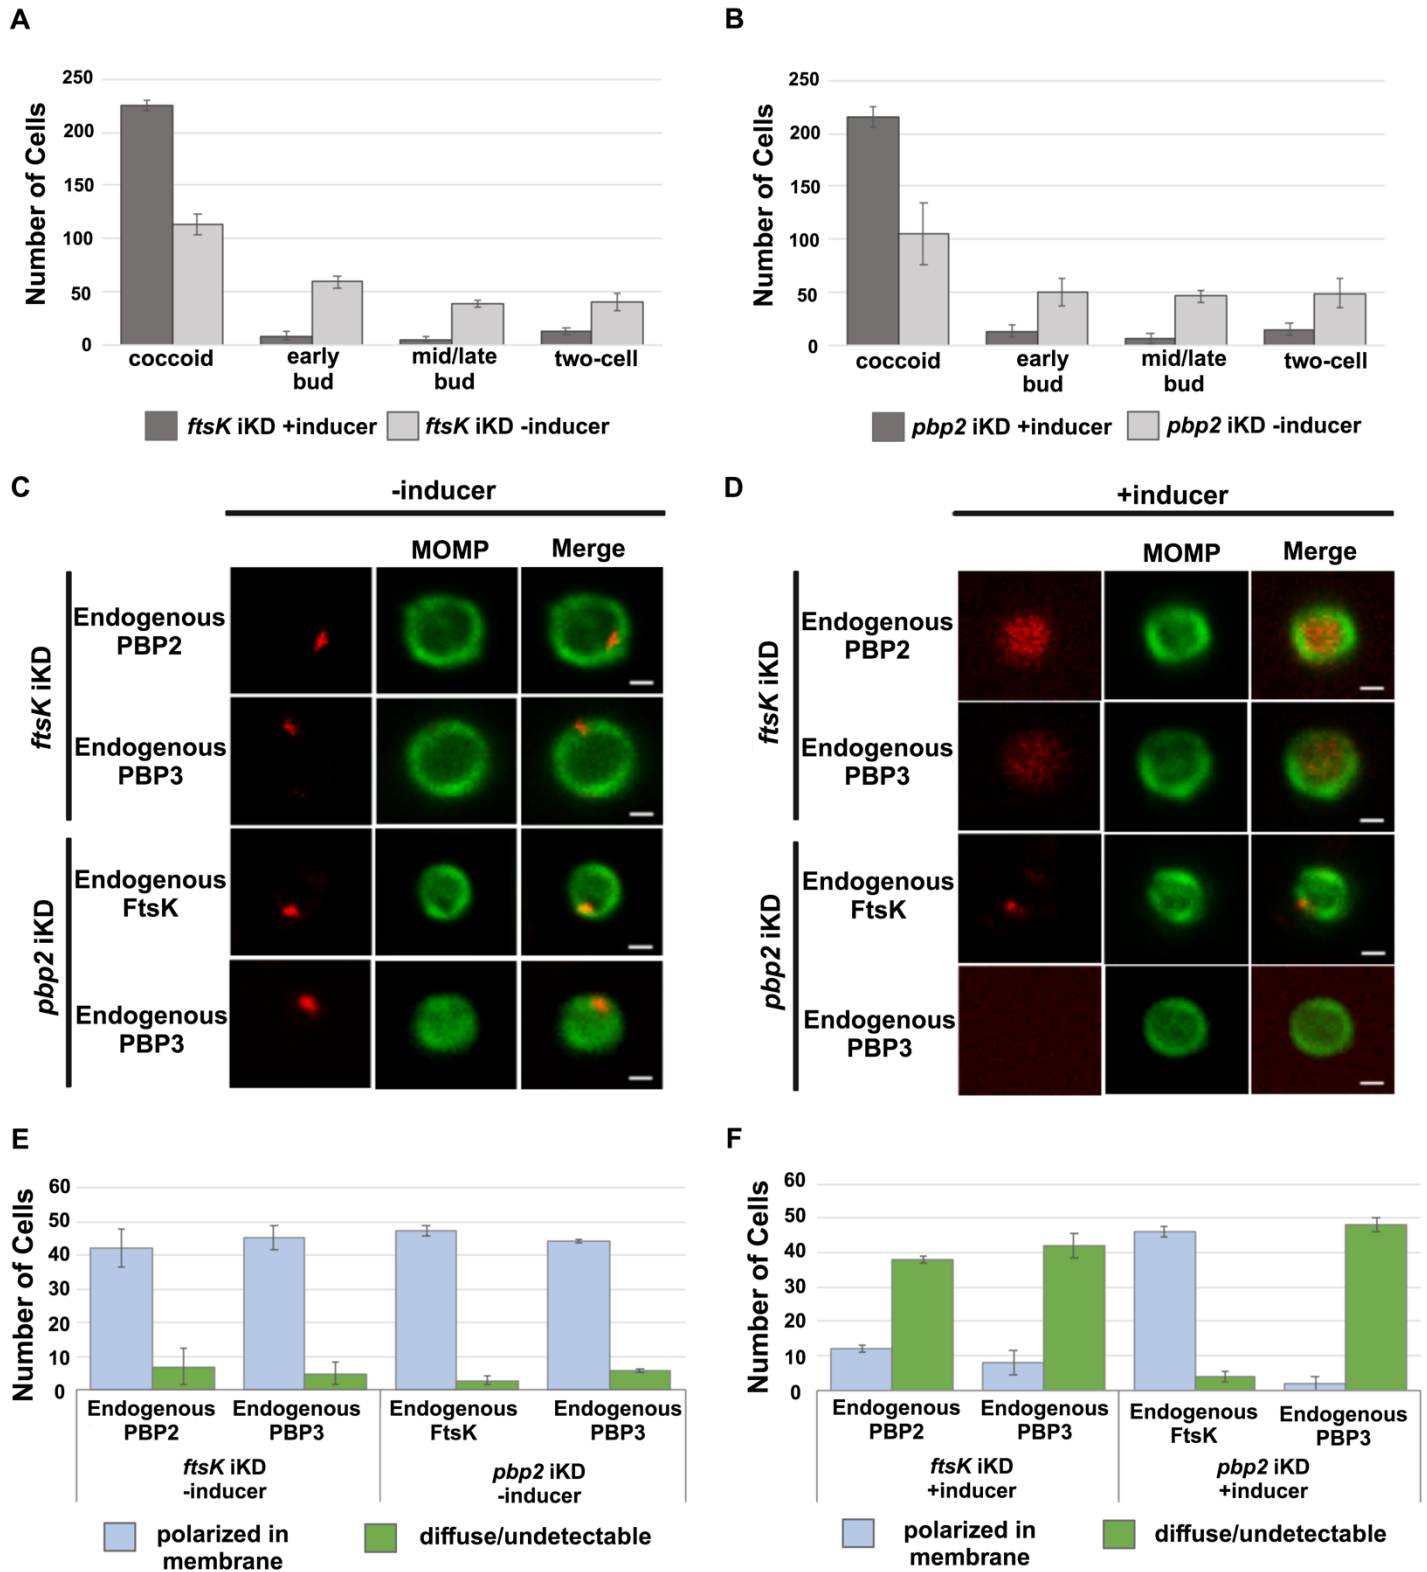 A
B
Number of Cells
250
200
150
100
50
0
coccoid
early
bud
mid/late
bud
two-cell
ftsK iKD +inducer
ftsK iKD -inducer
Number of Cells
250
200
150
100
50
0
coccoid
early
bud
mid/late
bud
two-cell
pbp2 iKD +inducer
pbp2 iKD -inducer
C
-inducer
MOMP
Merge
ftsK iKD
Endogenous
PBP2
Endogenous
PBP3
pbp2 iKD
Endogenous
FtsK
Endogenous
PBP3
D
+inducer
MOMP
Merge
ftsK iKD
Endogenous
PBP2
Endogenous
PBP3
pbp2 iKD
Endogenous
FtsK
Endogenous
PBP3
E
Number of Cells
60
50
40
30
20
10
0
Endogenous
PBP2
Endogenous
PBP3
Endogenous
FtsK
Endogenous
PBP3
ftsK iKD
-inducer
pbp2 iKD
-inducer
polarized in
membrane
diffuse/undetectable
F
Number of Cells
60
50
40
30
20
10
0
Endogenous
PBP2
Endogenous
PBP3
Endogenous
FtsK
Endogenous
PBP3
ftsK iKD
+inducer
pbp2 iKD
+inducer
polarized in
membrane
diffuse/undetectable